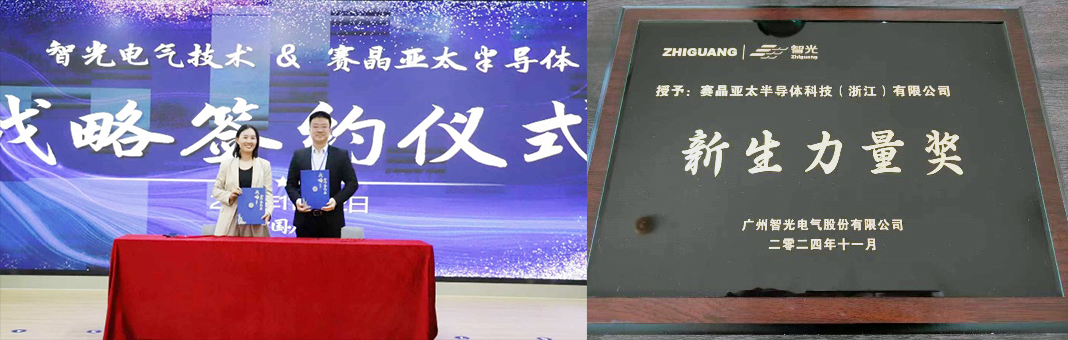 智光电气技术 & 赛晶亚太半导体
战略签约仪式
ZHIGUANG
智光
Zhiguang
授予：赛晶亚太半导体科技（浙江）有限公司
新生力量奖
广州智光电气股份有限公司
二零二四年十一月